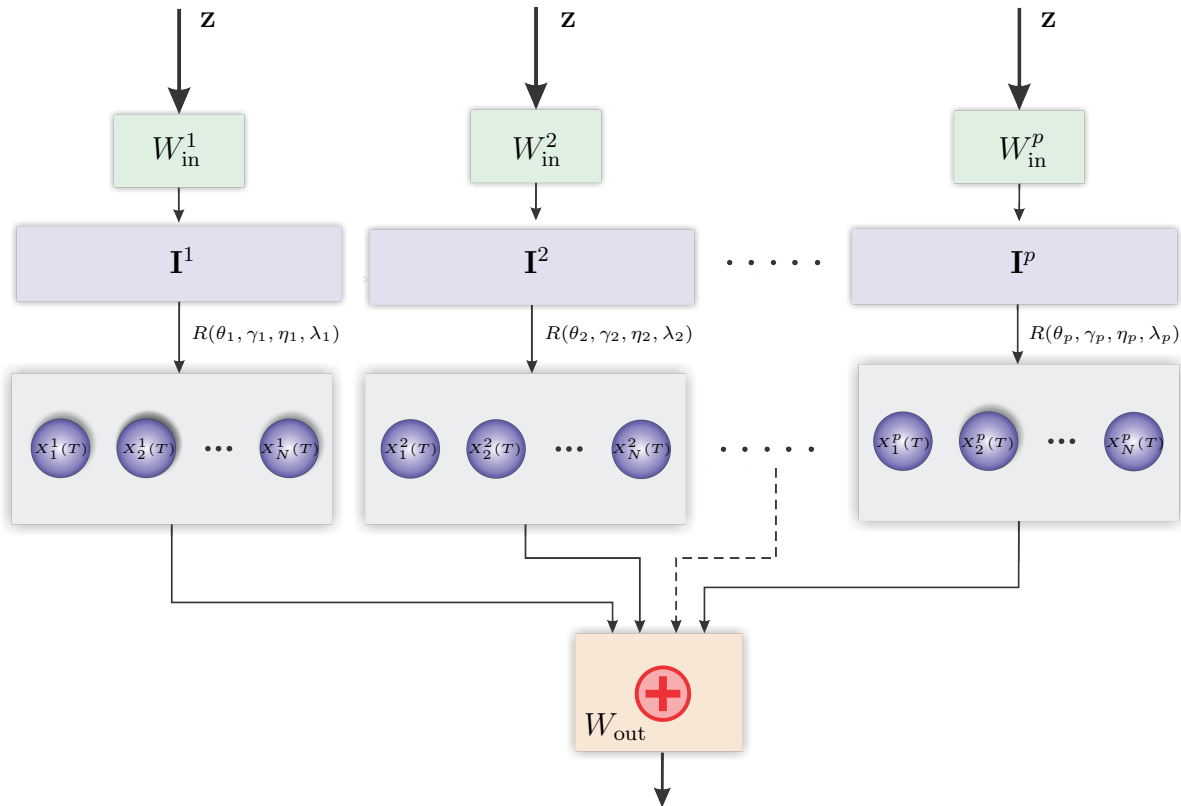 z z z
W_in^1 W_in^2 W_in^p
I^1 I^2 ..... I^p
R(θ_1, γ_1, η_1, λ_1) R(θ_2, γ_2, η_2, λ_2) R(θ_p, γ_p, η_p, λ_p)
X_1^1(T) X_2^1(T) ... X_N^1(T) X_1^2(T) X_2^2(T) ... X_N^2(T) ..... X_1^p(T) X_2^p(T) ... X_N^p(T)
W_out